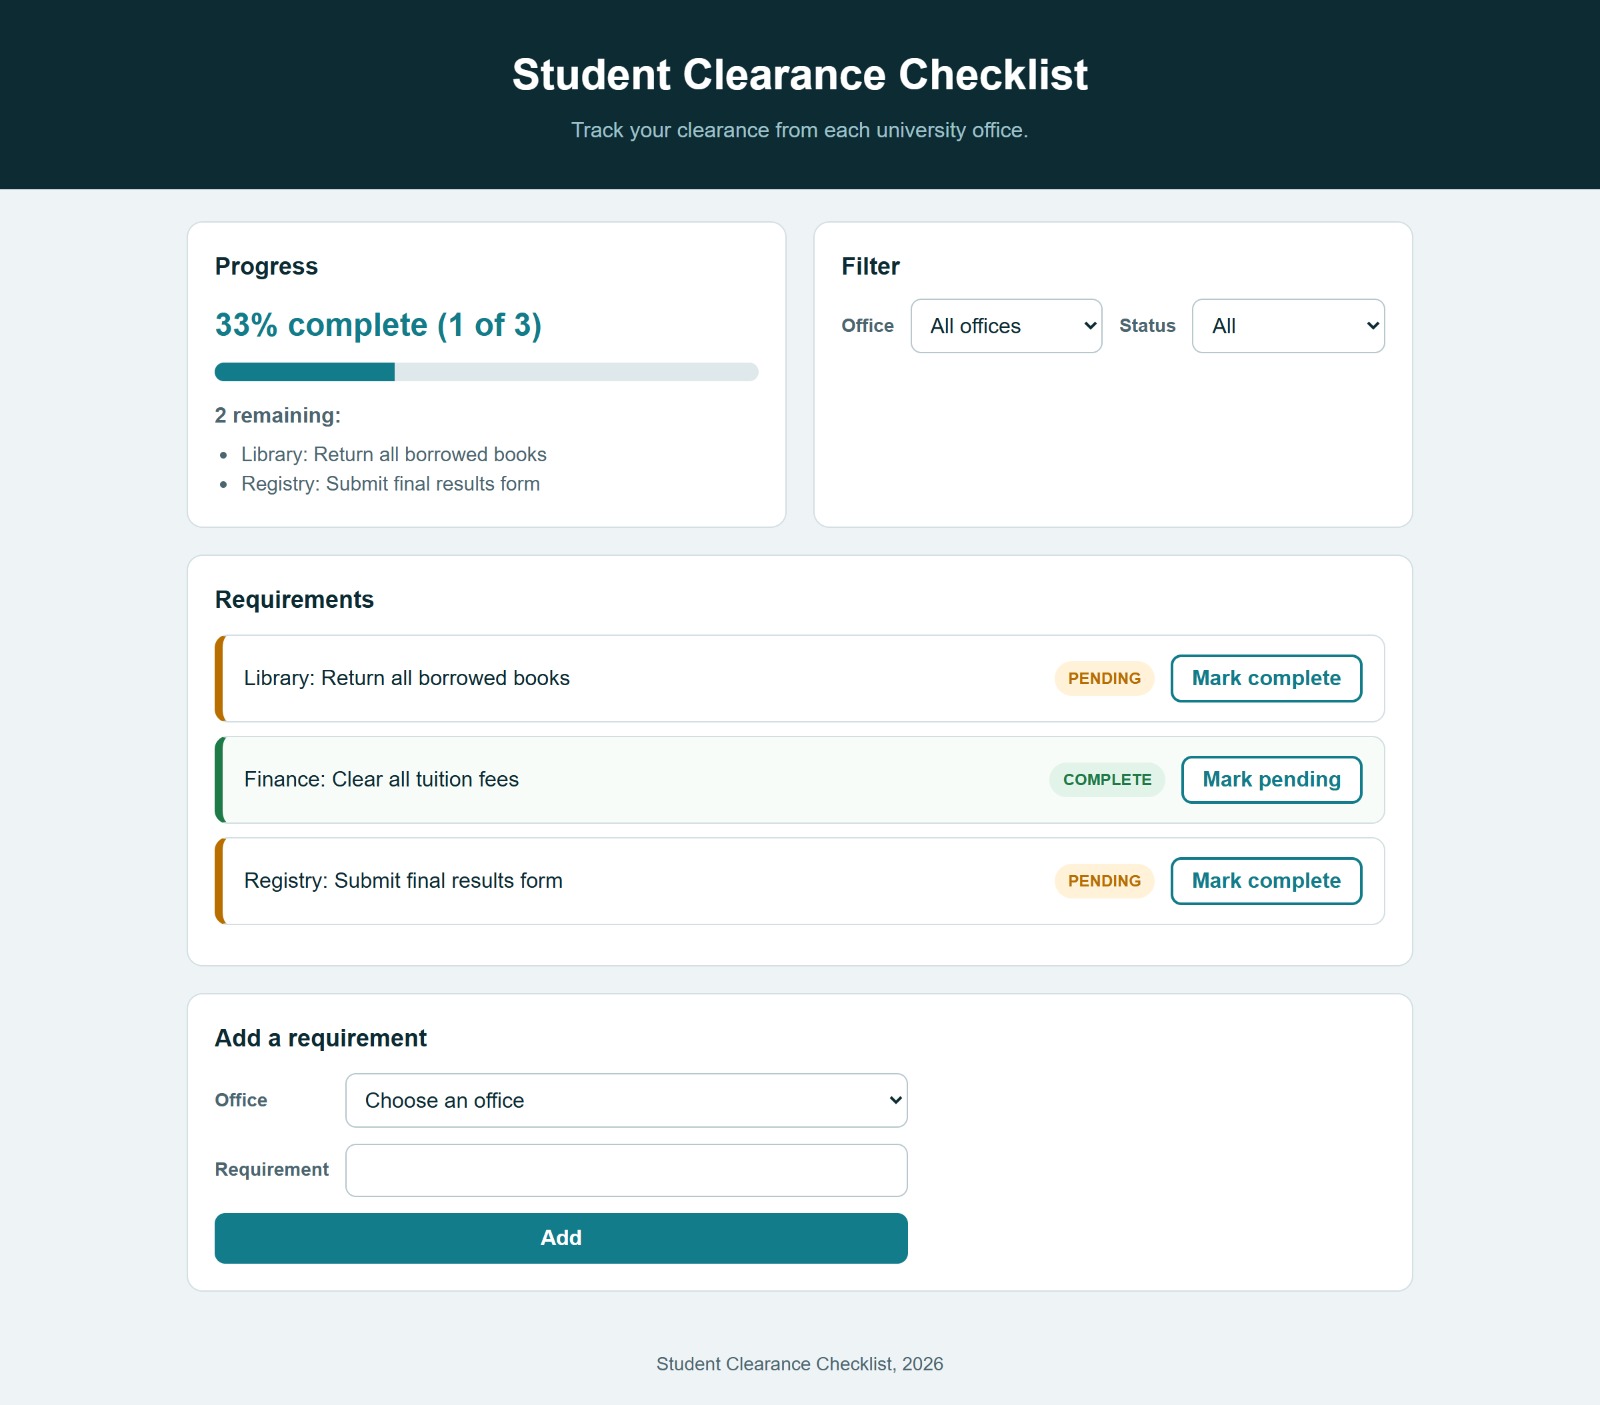 Student Clearance Checklist
Track your clearance from each university office.
Progress
33% complete (1 of 3)
2 remaining:
Library: Return all borrowed books
Registry: Submit final results form
Filter
Office All offices Status All
Requirements
Library: Return all borrowed books PENDING Mark complete
Finance: Clear all tuition fees COMPLETE Mark pending
Registry: Submit final results form PENDING Mark complete
Add a requirement
Office Choose an office
Requirement
Add
Student Clearance Checklist, 2026